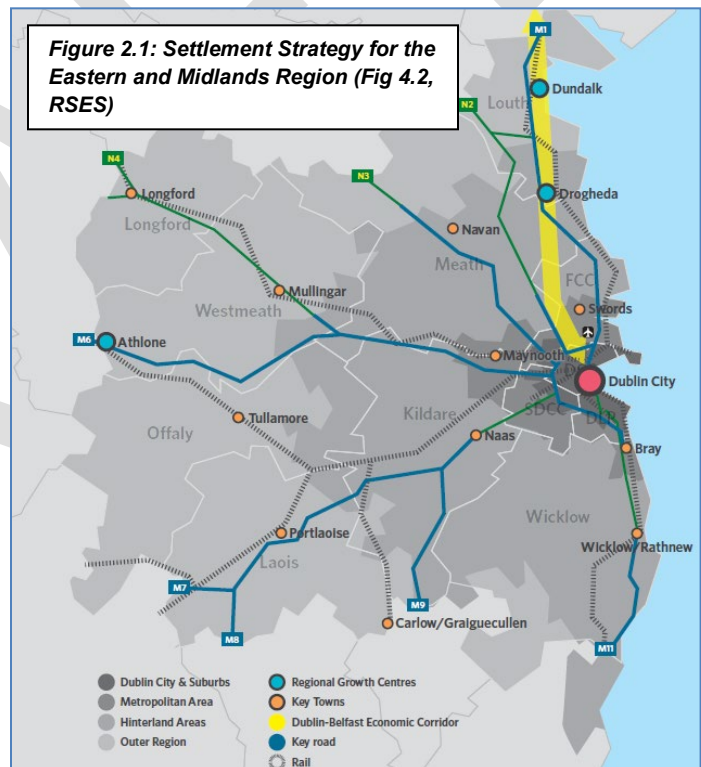 Figure 2.1: Settlement Strategy for the
Eastern and Midlands Region (Fig 4.2,
RSES)
M1
Dundalk
Louth
N2
N4
Longford
Longford
N3
Drogheda
Navan
Meath
FCC
Mullingar
Swords
Westmeath
M6
Athlone
Maynooth
Dublin City
Kildare
SDCC
DLR
Tullamore
Offaly
Naas
Bray
Wicklow
Portlaoise
Wicklow/Rathnew
Laois
M7
M9
Carlow/Graiguecullen
M8
M11
Dublin City & Suburbs
Metropolitan Area
Hinterland Areas
Outer Region
Regional Growth Centres
Key Towns
Dublin-Belfast Economic Corridor
Key road
Rail